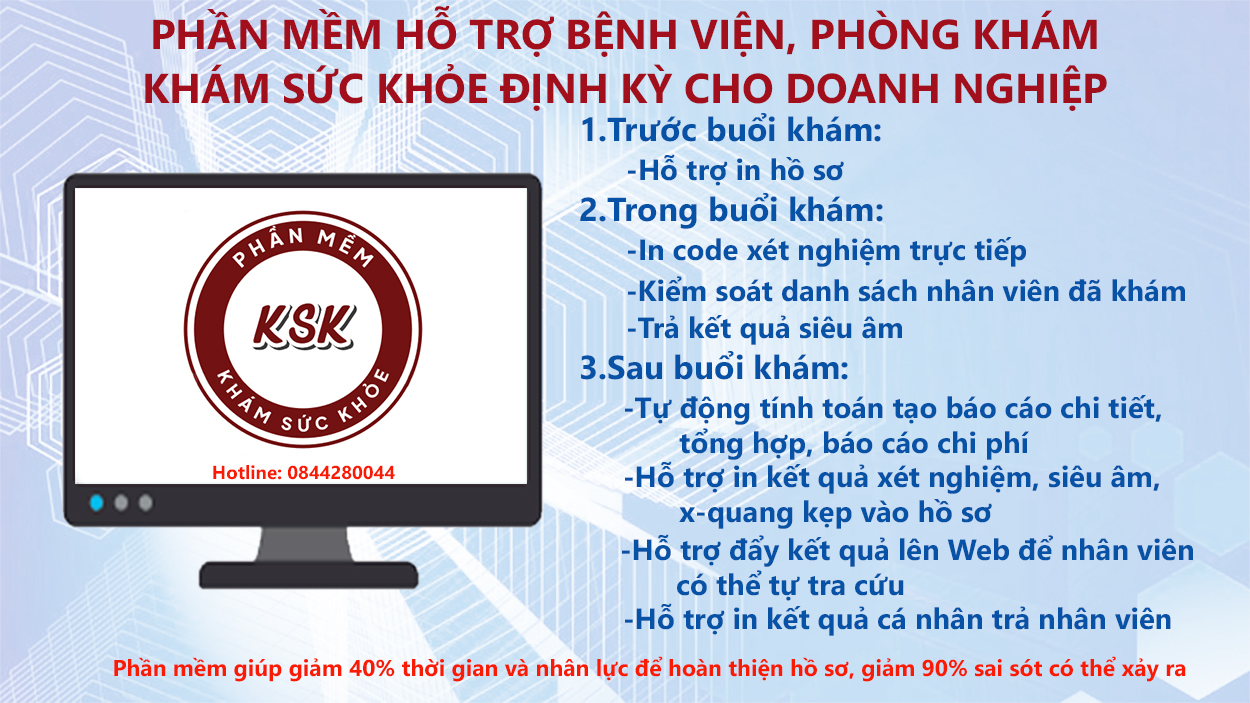 PHẦN MỀM HỖ TRỢ BỆNH VIỆN, PHÒNG KHÁM
KHÁM SỨC KHỎE ĐỊNH KỲ CHO DOANH NGHIỆP
PHẦN MỀM
KSK
KHÁM SỨC KHỎE
Hotline: 0844280044
1.Trước buổi khám:
-Hỗ trợ in hồ sơ
2.Trong buổi khám:
-In code xét nghiệm trực tiếp
-Kiểm soát danh sách nhân viên đã khám
-Trả kết quả siêu âm
3.Sau buổi khám:
-Tự động tính toán tạo báo cáo chi tiết,
tổng hợp, báo cáo chi phí
-Hỗ trợ in kết quả xét nghiệm, siêu âm,
x-quang kẹp vào hồ sơ
-Hỗ trợ đẩy kết quả lên Web để nhân viên
có thể tự tra cứu
-Hỗ trợ in kết quả cá nhân trả nhân viên
Phần mềm giúp giảm 40% thời gian và nhân lực để hoàn thiện hồ sơ, giảm 90% sai sót có thể xảy ra